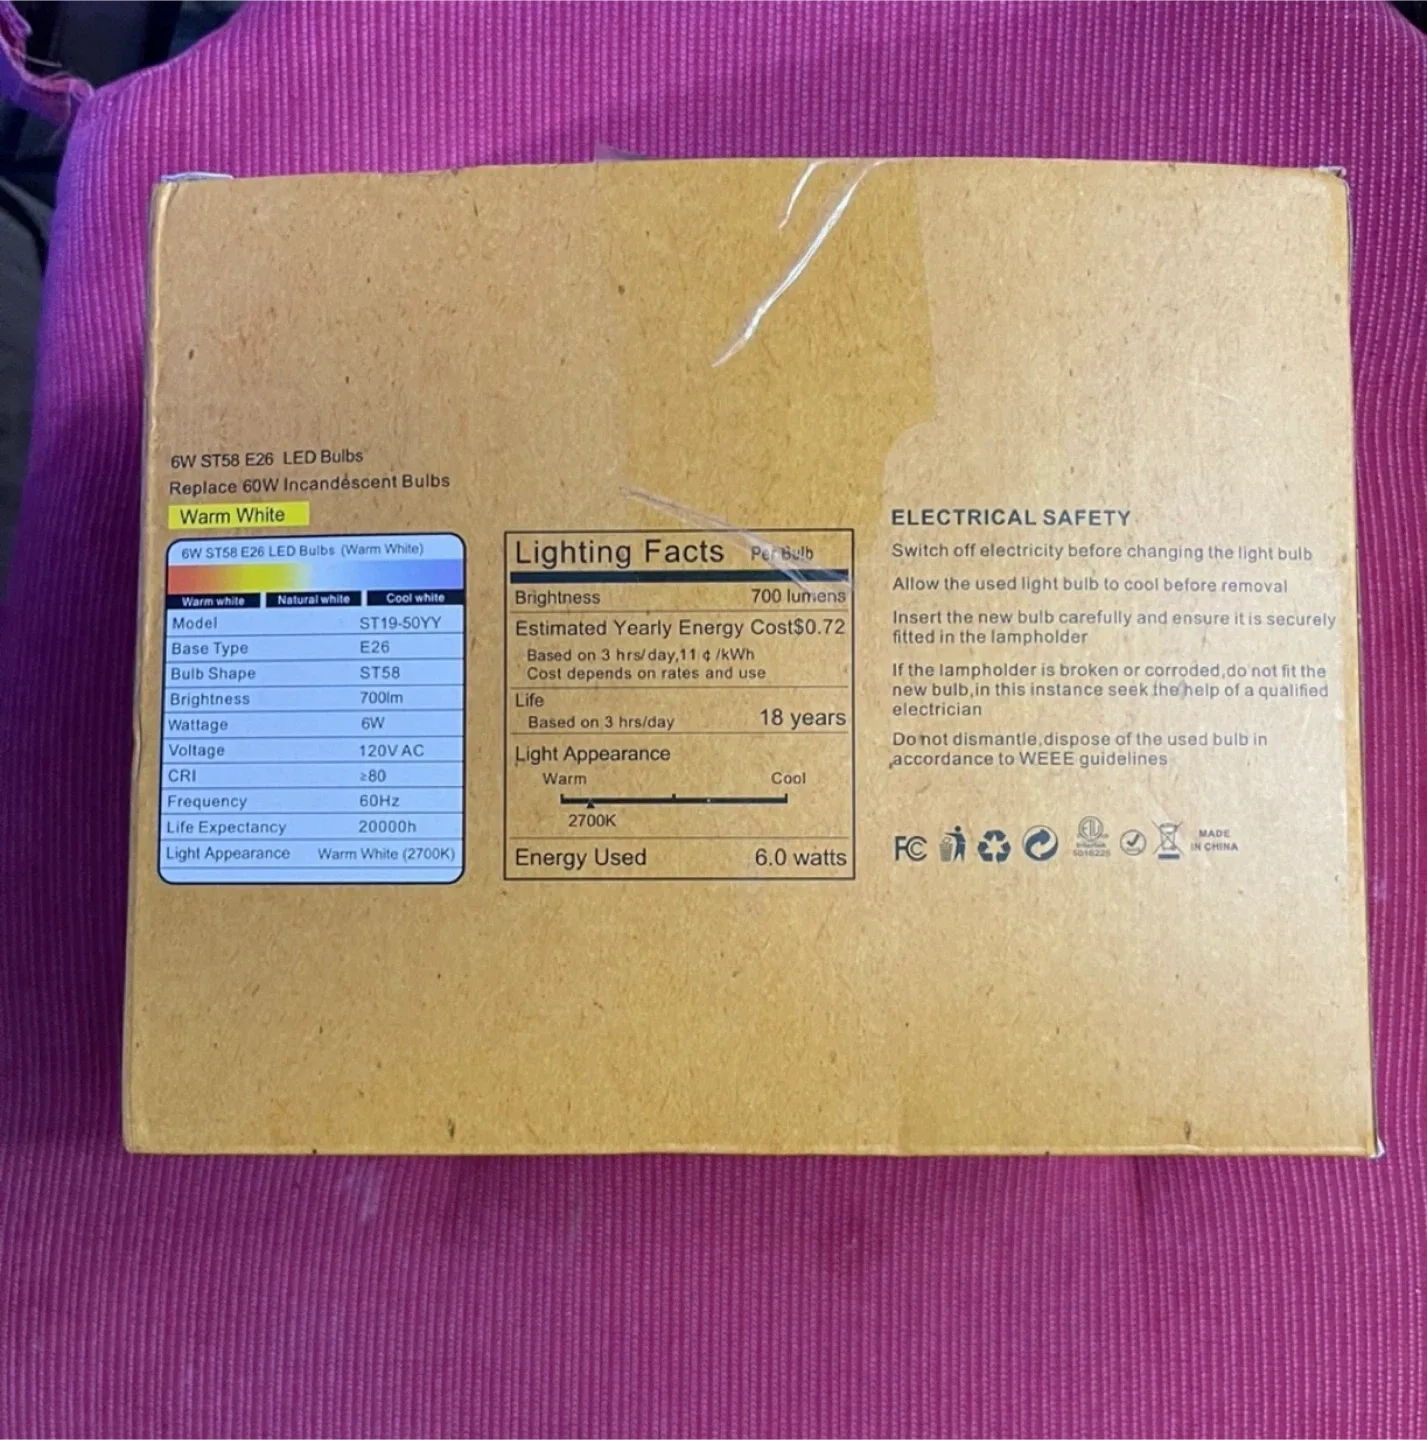 6W ST58 E26 LED Bulbs
Replace 60W Incandescent Bulbs
Warm White
6W ST58 E26 LED Bulbs (Warm White)
Warm white Natural white Cool white
Model ST19-50YY
Base Type E26
Bulb Shape ST58
Brightness 700lm
Wattage 6W
Voltage 120V AC
CRI ≥80
Frequency 60Hz
Life Expectancy 20000h
Light Appearance Warm White (2700K)
Lighting Facts Per Bulb
Brightness 700 lumens
Estimated Yearly Energy Cost$0.72
Based on 3 hrs/day,11 ¢/kWh
Cost depends on rates and use
Life
Based on 3 hrs/day 18 years
Light Appearance
Warm Cool
2700K
Energy Used 6.0 watts
ELECTRICAL SAFETY
Switch off electricity before changing the light bulb
Allow the used light bulb to cool before removal
Insert the new bulb carefully and ensure it is securely
fitted in the lampholder
If the lampholder is broken or corroded,do not fit the
new bulb,in this instance seek the help of a qualified
electrician
Do not dismantle,dispose of the used bulb in
accordance to WEEE guidelines
FC
ETL
Intertek
5016225
MADE
IN CHINA